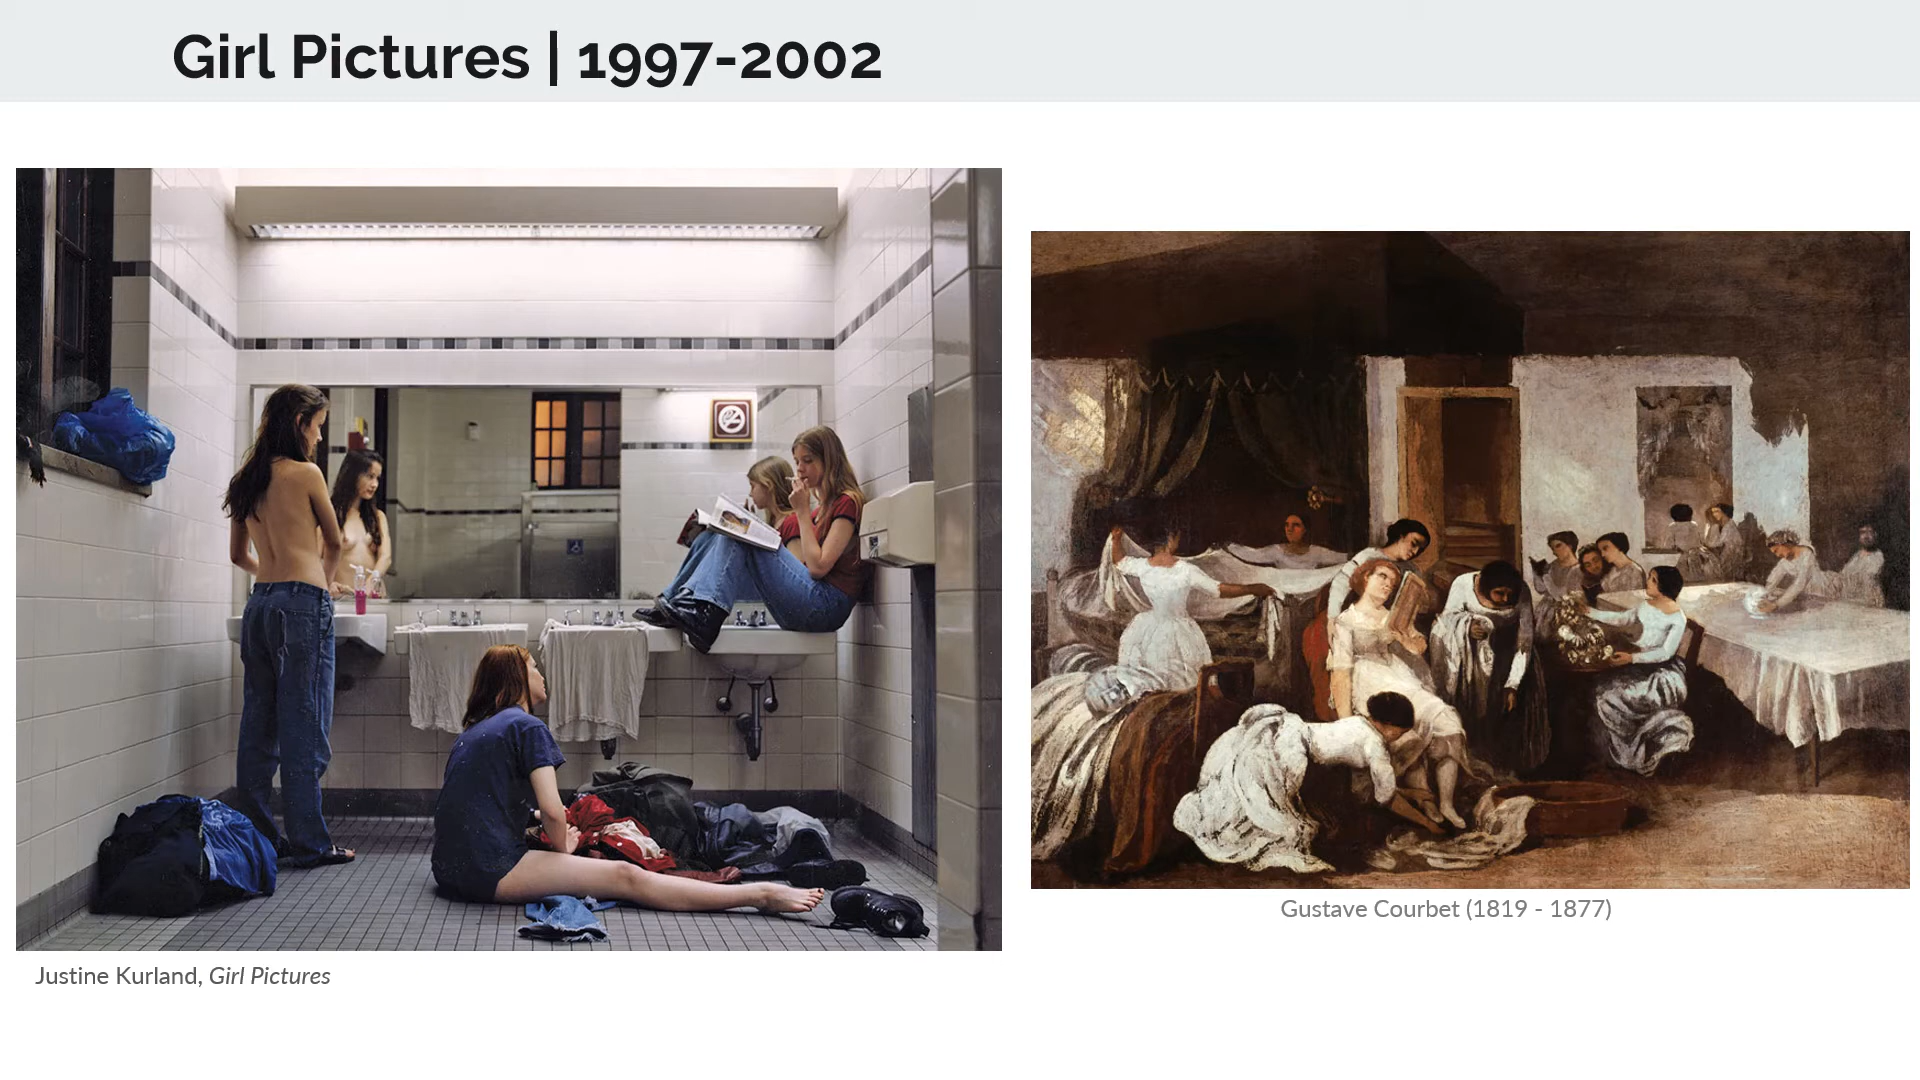 Girl Pictures | 1997-2002
Justine Kurland, Girl Pictures
Gustave Courbet (1819 - 1877)